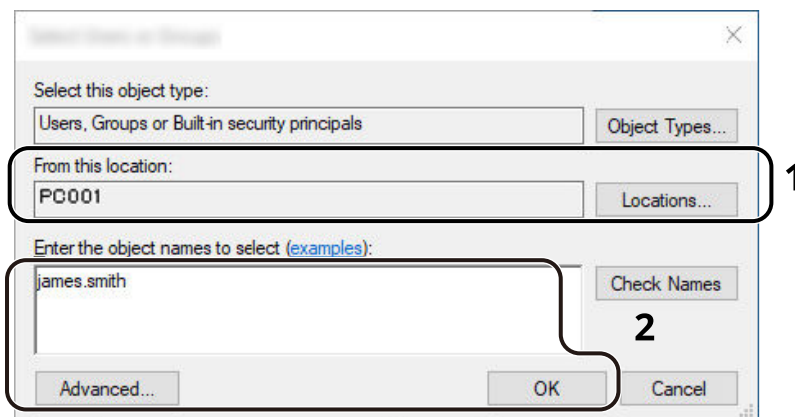 Select this object type:
Users, Groups or Built-in security principals
Object Types...
From this location:
1
PC001
Locations...
Enter the object names to select (examples):
james.smith
Check Names
2
Advanced...
OK
Cancel